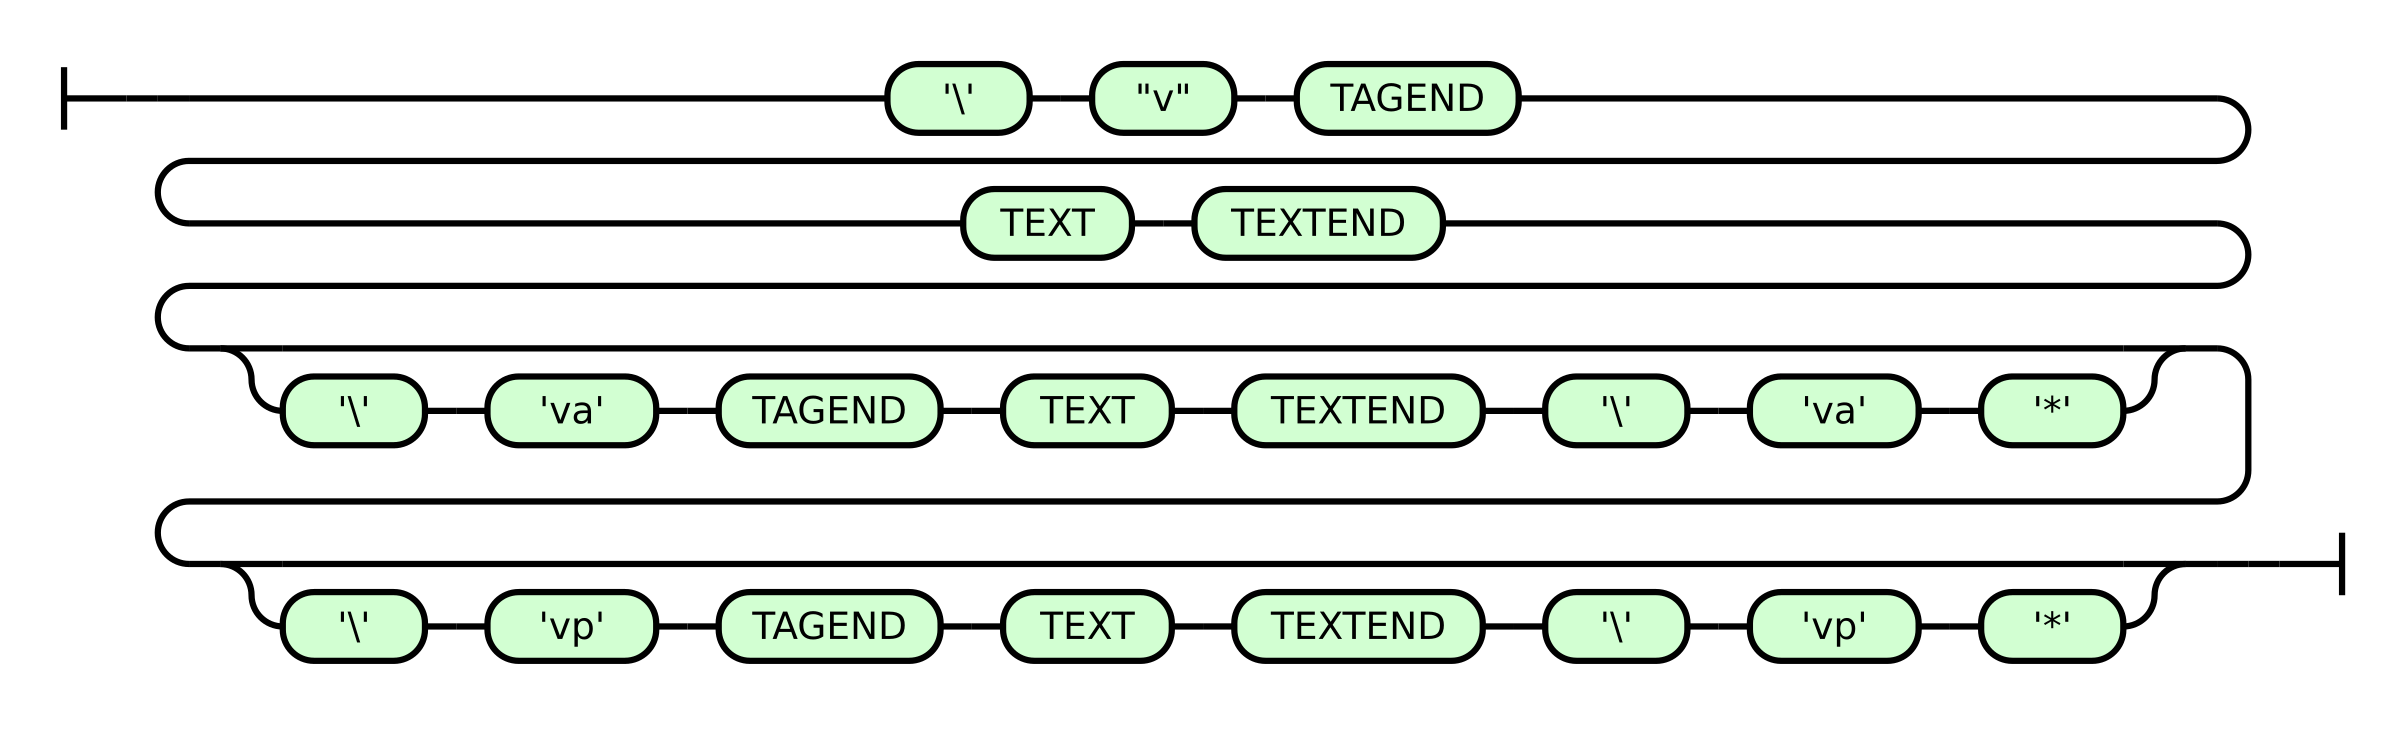 '\' "v" TAGEND
TEXT TEXTEND
'\' 'va' TAGEND TEXT TEXTEND '\' 'va' '*'
'\' 'vp' TAGEND TEXT TEXTEND '\' 'vp' '*'